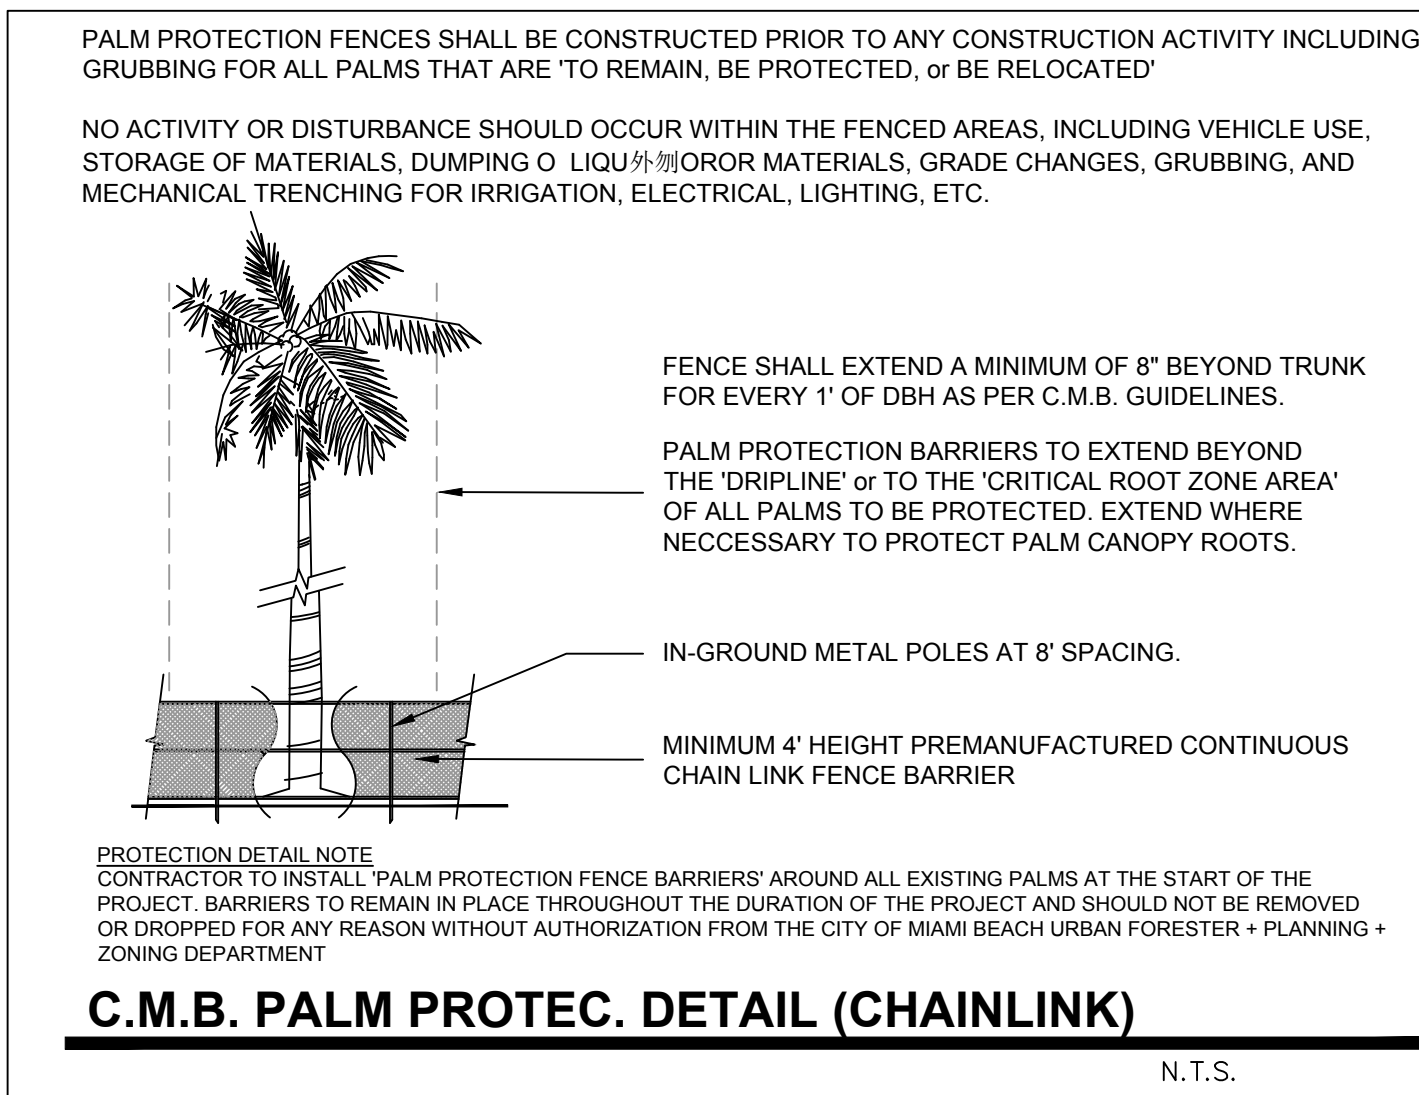 PALM PROTECTION FENCES SHALL BE CONSTRUCTED PRIOR TO ANY CONSTRUCTION ACTIVITY INCLUDING
GRUBBING FOR ALL PALMS THAT ARE 'TO REMAIN, BE PROTECTED, or BE RELOCATED'
NO ACTIVITY OR DISTURBANCE SHOULD OCCUR WITHIN THE FENCED AREAS, INCLUDING VEHICLE USE,
STORAGE OF MATERIALS, DUMPING O LIQU外刎OROR MATERIALS, GRADE CHANGES, GRUBBING, AND
MECHANICAL TRENCHING FOR IRRIGATION, ELECTRICAL, LIGHTING, ETC.
FENCE SHALL EXTEND A MINIMUM OF 8" BEYOND TRUNK
FOR EVERY 1' OF DBH AS PER C.M.B. GUIDELINES.
PALM PROTECTION BARRIERS TO EXTEND BEYOND
THE 'DRIPLINE' or TO THE 'CRITICAL ROOT ZONE AREA'
OF ALL PALMS TO BE PROTECTED. EXTEND WHERE
NECCESSARY TO PROTECT PALM CANOPY ROOTS.
IN-GROUND METAL POLES AT 8' SPACING.
MINIMUM 4' HEIGHT PREMANUFACTURED CONTINUOUS
CHAIN LINK FENCE BARRIER
PROTECTION DETAIL NOTE
CONTRACTOR TO INSTALL 'PALM PROTECTION FENCE BARRIERS' AROUND ALL EXISTING PALMS AT THE START OF THE
PROJECT. BARRIERS TO REMAIN IN PLACE THROUGHOUT THE DURATION OF THE PROJECT AND SHOULD NOT BE REMOVED
OR DROPPED FOR ANY REASON WITHOUT AUTHORIZATION FROM THE CITY OF MIAMI BEACH URBAN FORESTER + PLANNING +
ZONING DEPARTMENT
C.M.B. PALM PROTEC. DETAIL (CHAINLINK)
N.T.S.